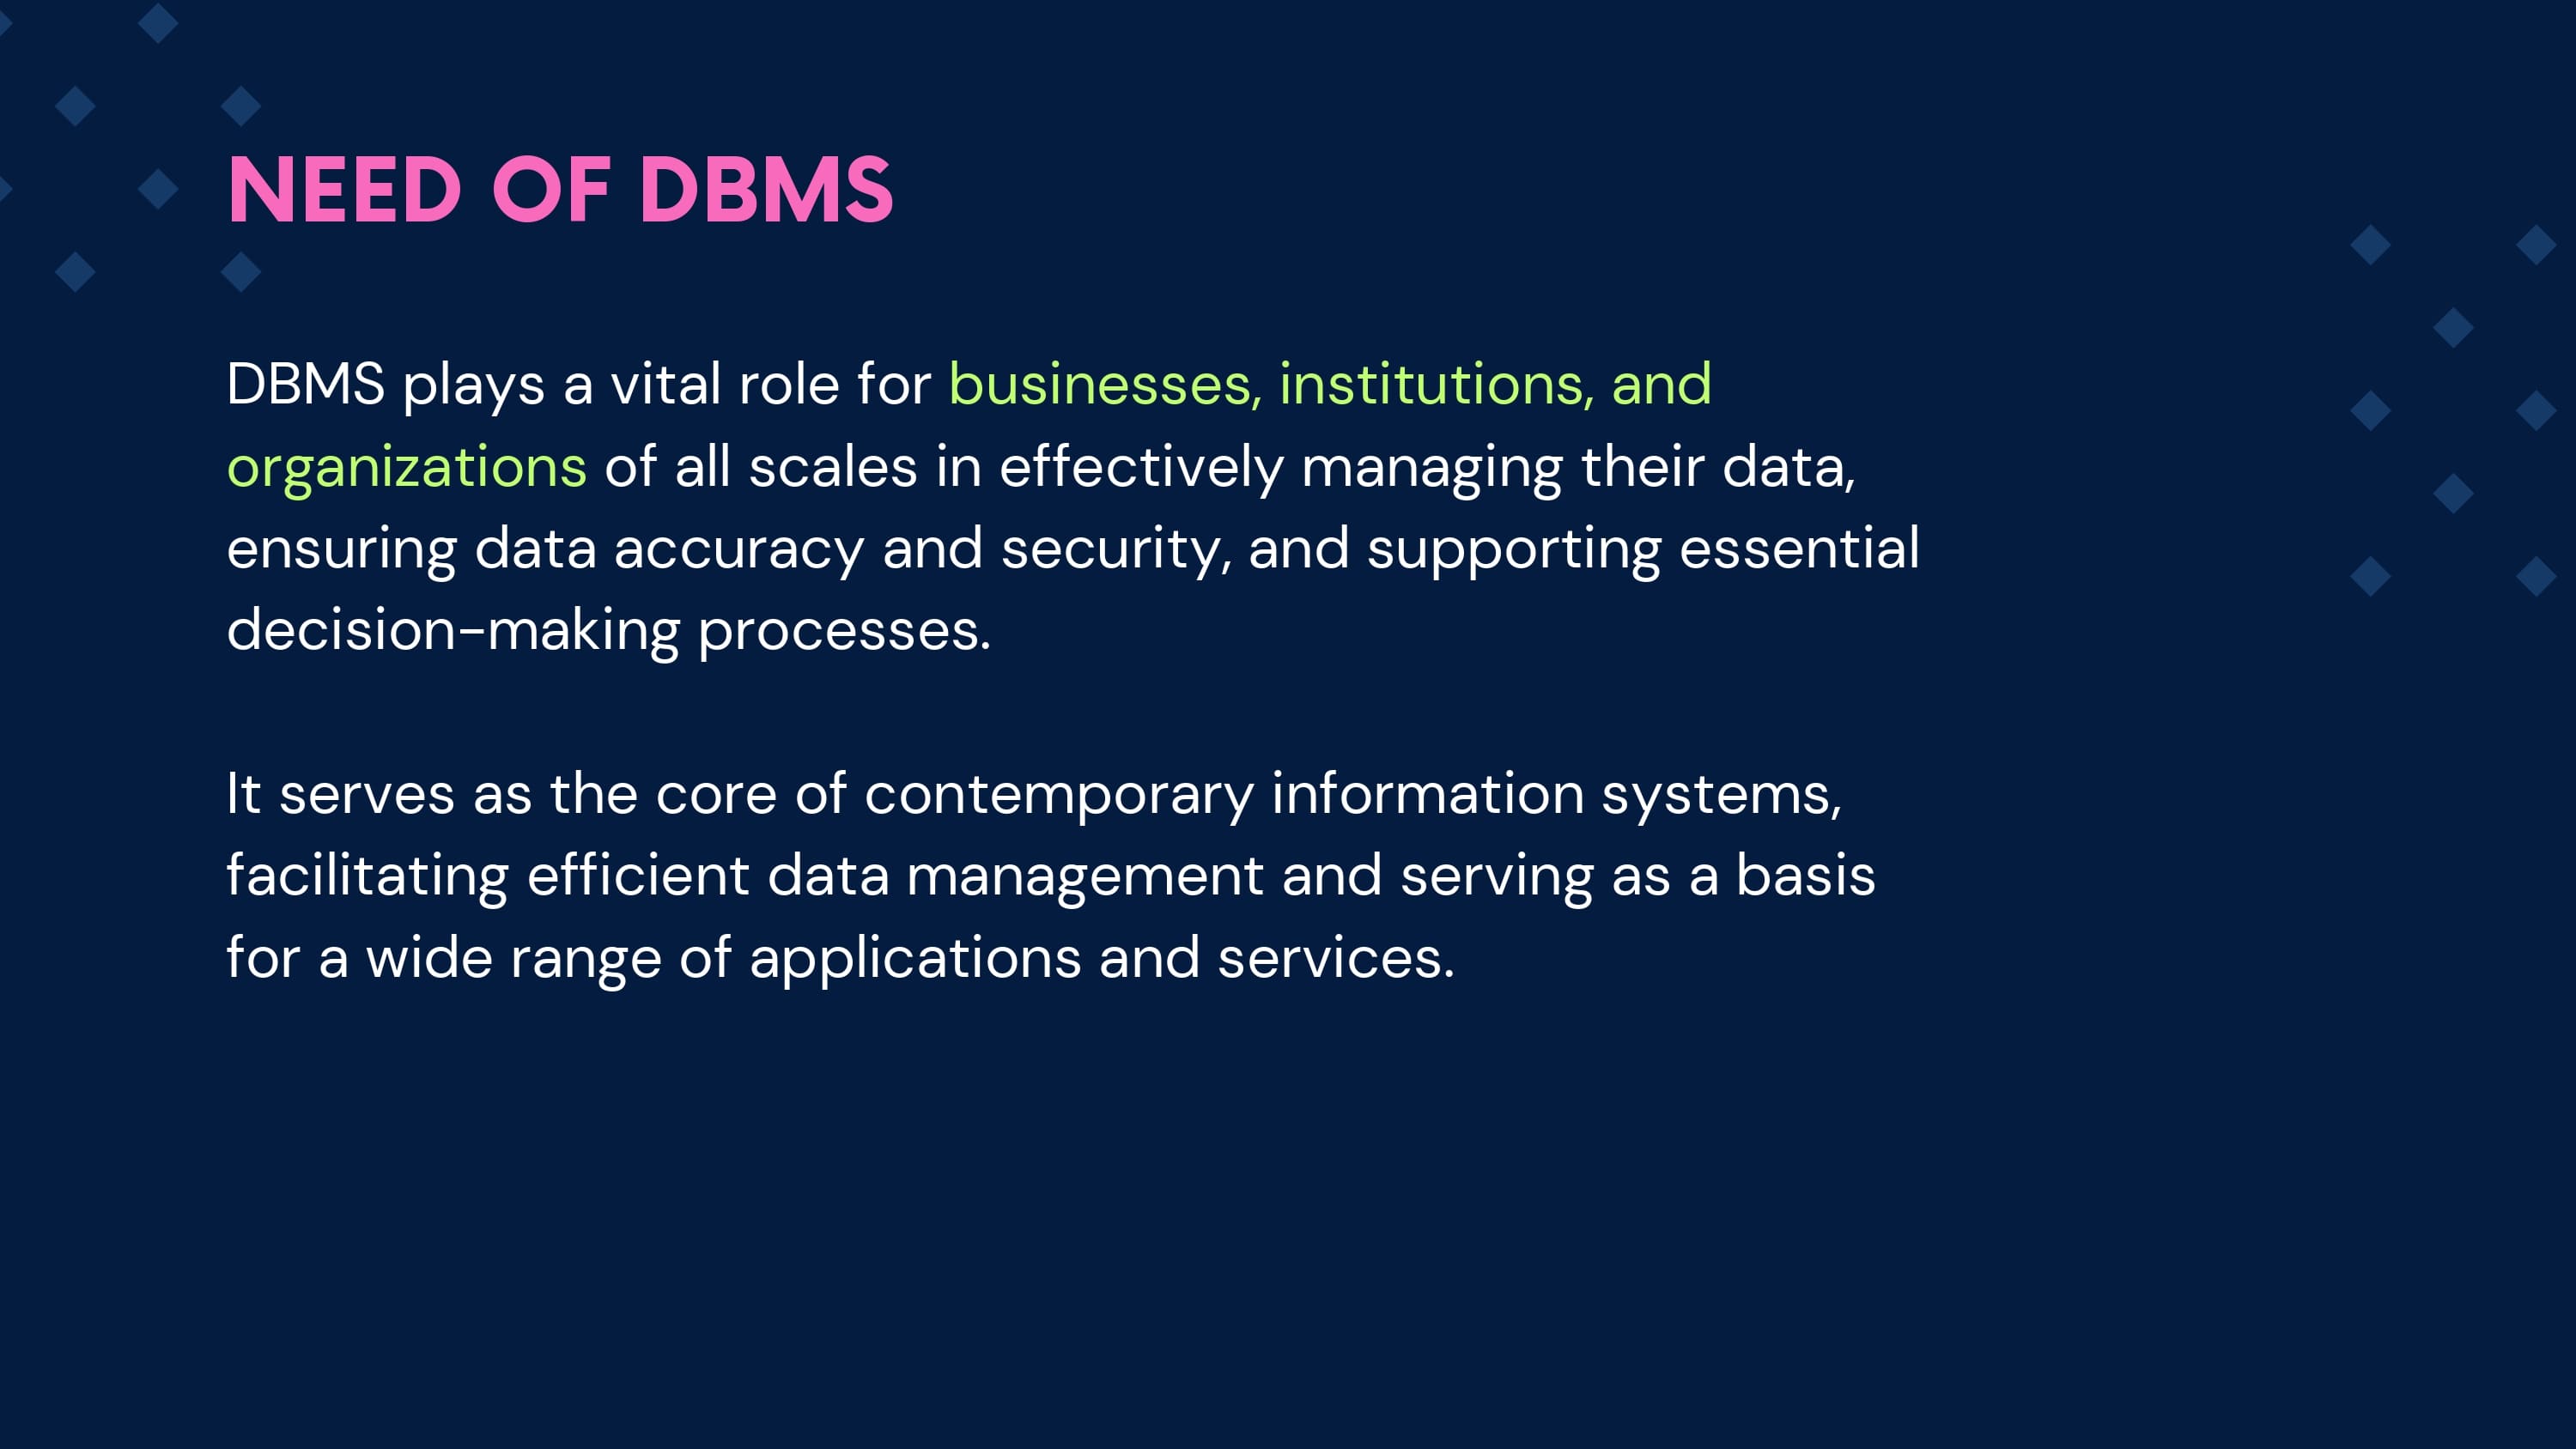 NEED OF DBMS
DBMS plays a vital role for businesses, institutions, and
organizations of all scales in effectively managing their data,
ensuring data accuracy and security, and supporting essential
decision-making processes.
It serves as the core of contemporary information systems,
facilitating efficient data management and serving as a basis
for a wide range of applications and services.